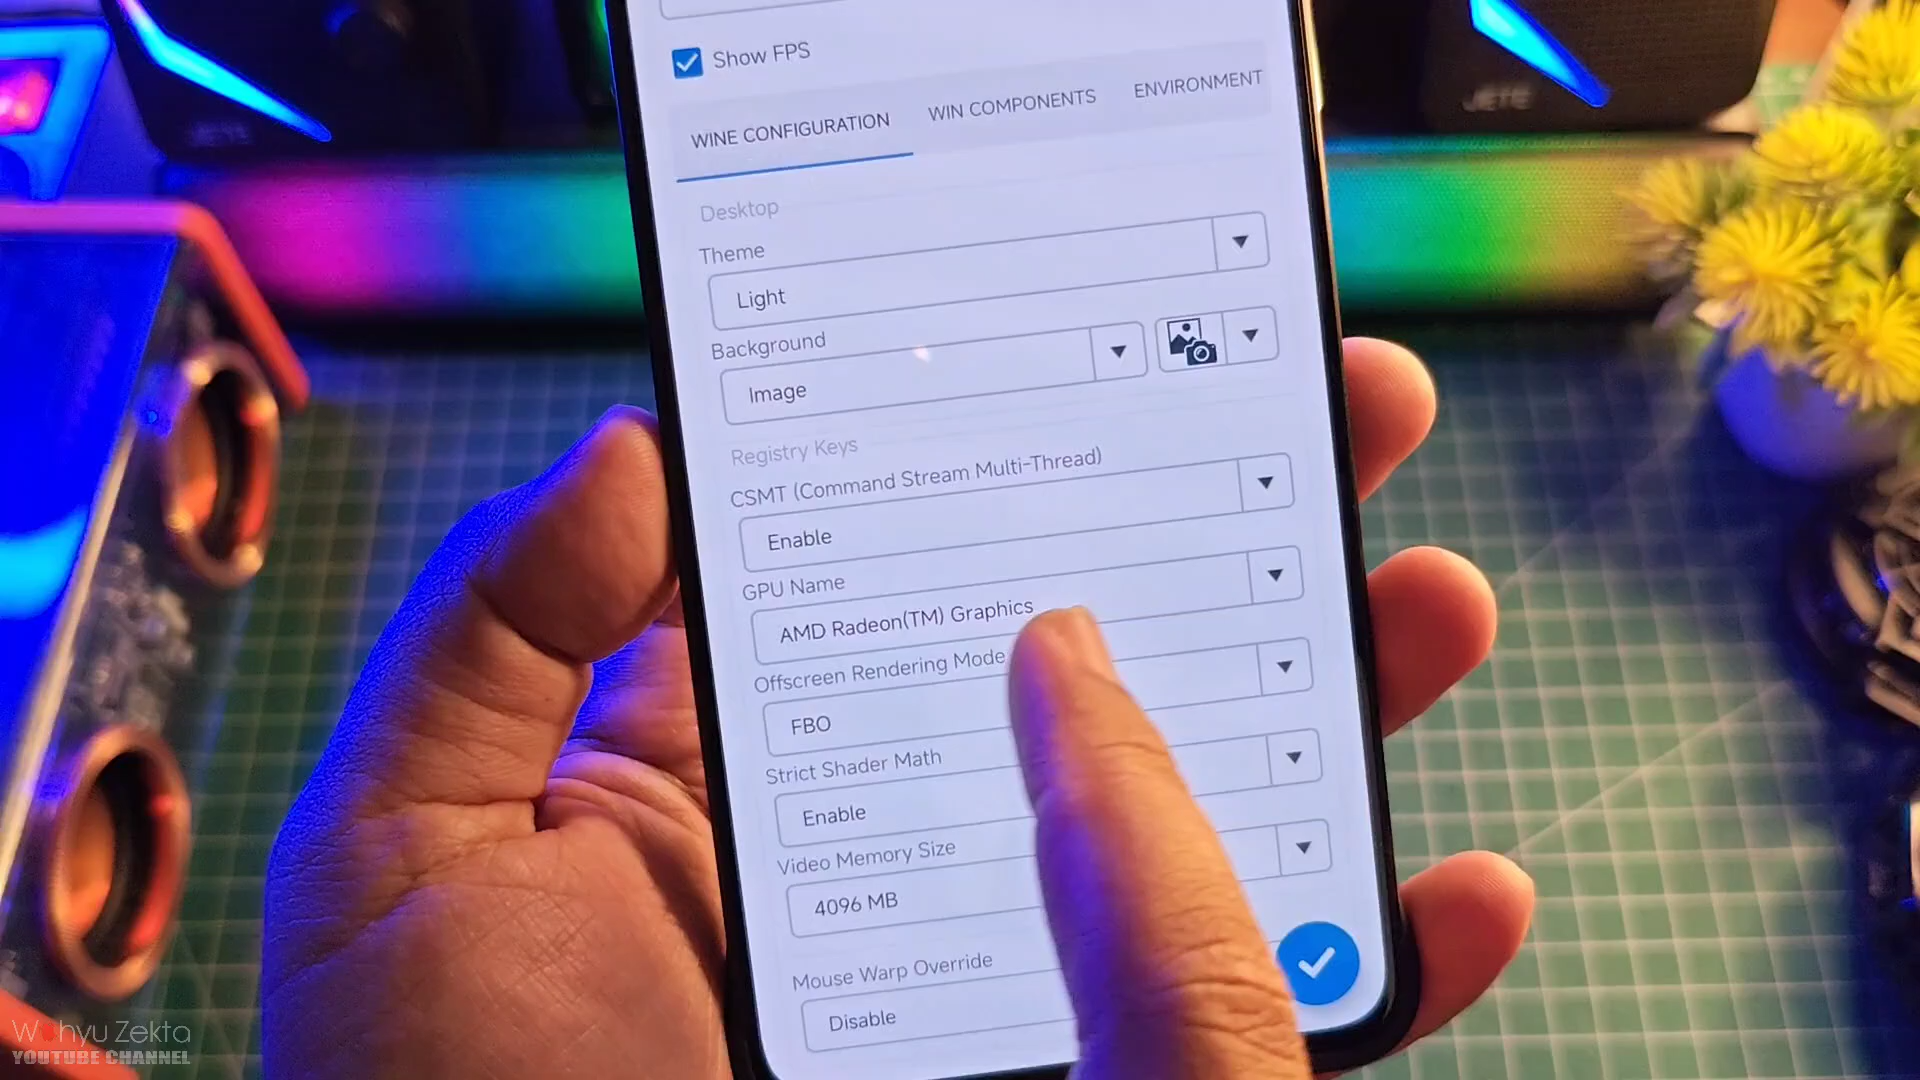 JETE
JETE
Show FPS
WINE CONFIGURATION
WIN COMPONENTS
ENVIRONMENT
Desktop
Theme
Light
Background
Image
Registry Keys
CSMT (Command Stream Multi-Thread)
Enable
GPU Name
AMD Radeon(TM) Graphics
Offscreen Rendering Mode
FBO
Strict Shader Math
Enable
Video Memory Size
4096 MB
Mouse Warp Override
Disable
Wahyu Zekta
YOUTUBE CHANNEL